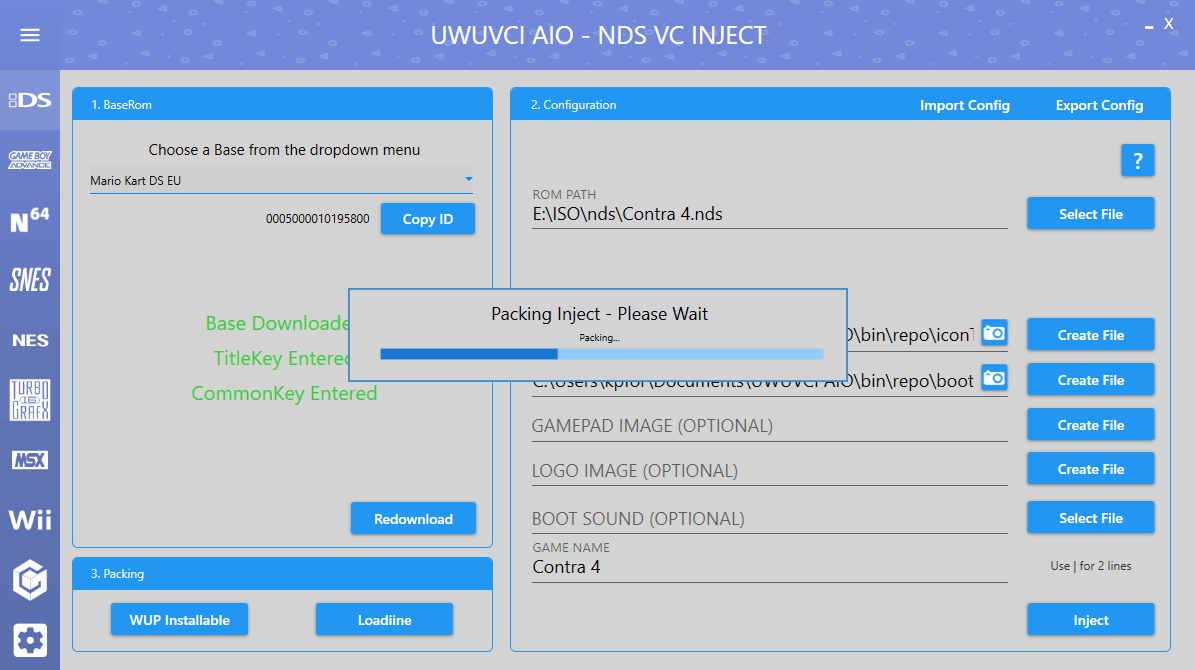 UWUVCI AIO - NDS VC INJECT
X
DS
GAME BOY
ADVANCE
N64
SNES
NES
TURBO
GRAFX
MSX
Wii
1. BaseRom
Choose a Base from the dropdown menu
Mario Kart DS EU
0005000010195800
Copy ID
Base Downloade
TitleKey Entered
CommonKey Entered
Redownload
3. Packing
WUP Installable
Loadiine
2. Configuration
Import Config
Export Config
?
ROM PATH
E:\ISO\nds\Contra 4.nds
Select File
Packing Inject - Please Wait
Packing...
O\bin\repo\iconT
Create File
C:\Users\kpfor\Documents\UWUVCI AIO\bin\repo\boot
Create File
GAMEPAD IMAGE (OPTIONAL)
Create File
LOGO IMAGE (OPTIONAL)
Create File
BOOT SOUND (OPTIONAL)
Select File
GAME NAME
Contra 4
Use | for 2 lines
Inject